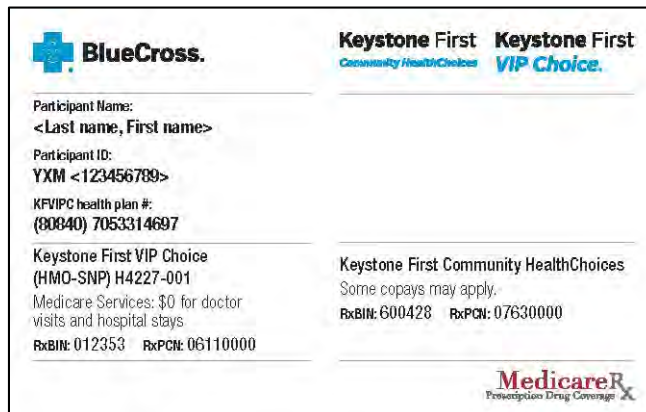 BlueCross.
Keystone First
Community HealthChoices
Keystone First
VIP Choice.
Participant Name:
<Last name, First name>
Participant ID:
YXM <123456789>
KFVIPC health plan #:
(80840) 7053314697
Keystone First VIP Choice
(HMO-SNP) H4227-001
Medicare Services: $0 for doctor
visits and hospital stays
RxBIN: 012353 RxPCN: 06110000
Keystone First Community HealthChoices
Some copays may apply.
RxBIN: 600428 RxPCN: 07630000
MedicareRx
Prescription Drug Coverage